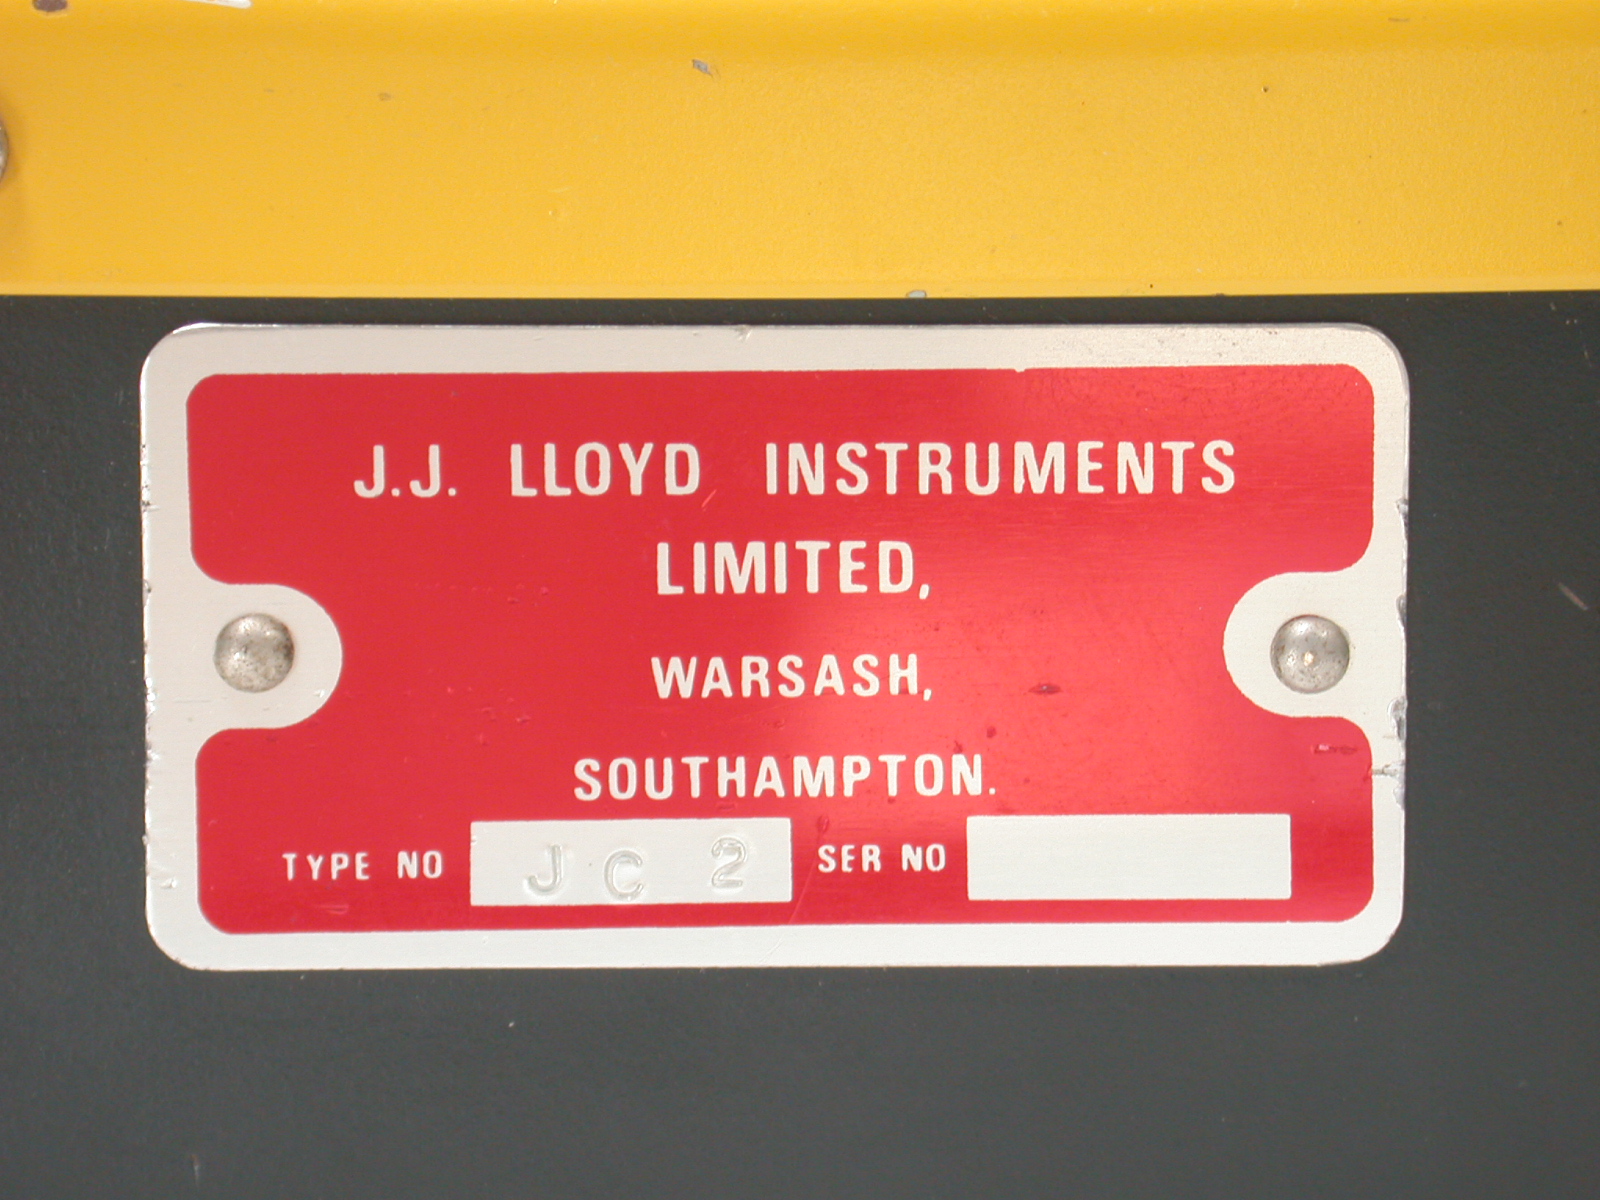 J.J. LLOYD INSTRUMENTS
LIMITED,
WARSASH,
SOUTHAMPTON.
TYPE NO JC 2 SER NO